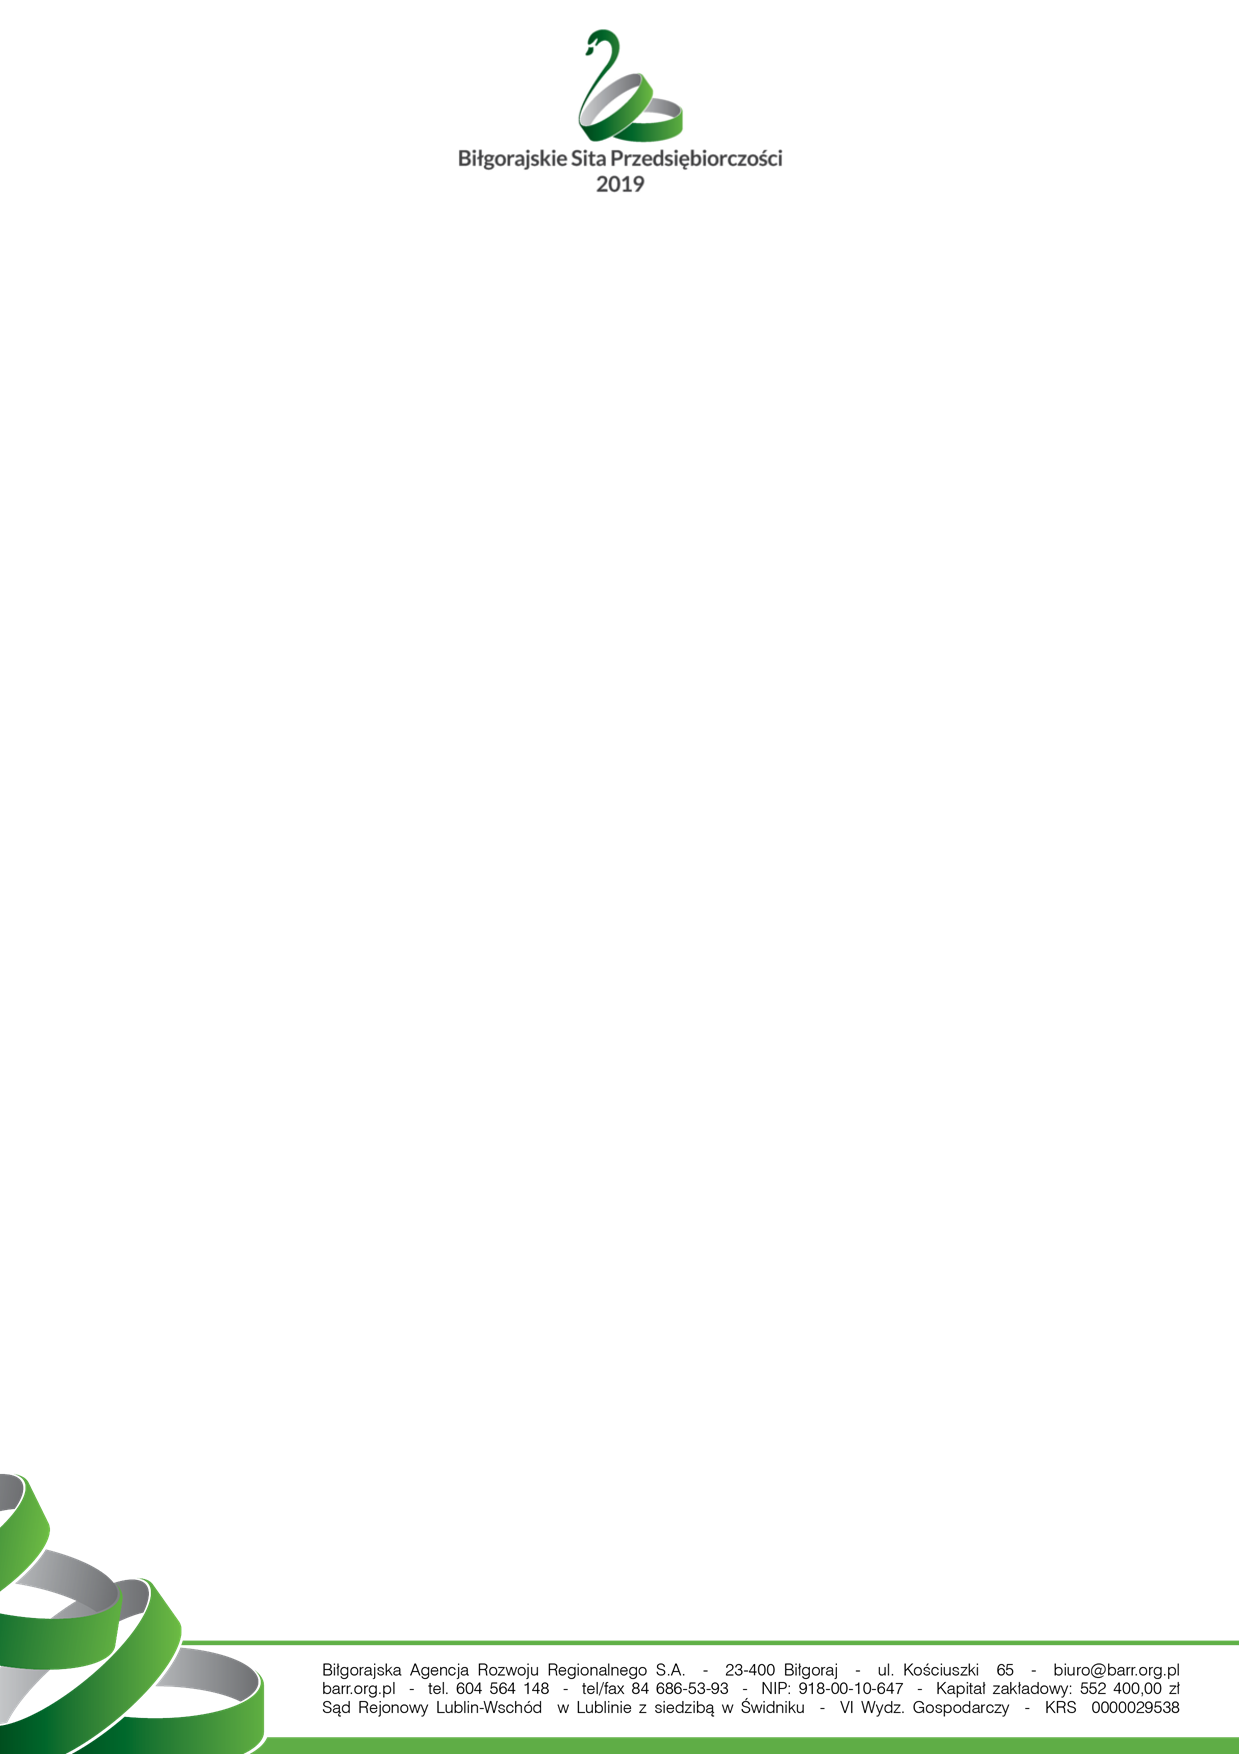 Biłgorajskie Sita Przedsiębiorczości
2019
Biłgorajska Agencja Rozwoju Regionalnego S.A. - 23-400 Biłgoraj - ul. Kościuszki 65 - biuro@barr.org.pl
barr.org.pl - tel. 604 564 148 - tel/fax 84 686-53-93 - NIP: 918-00-10-647 - Kapitał zakładowy: 552 400,00 zł
Sąd Rejonowy Lublin-Wschód w Lublinie z siedzibą w Świdniku - VI Wydz. Gospodarczy - KRS 0000029538